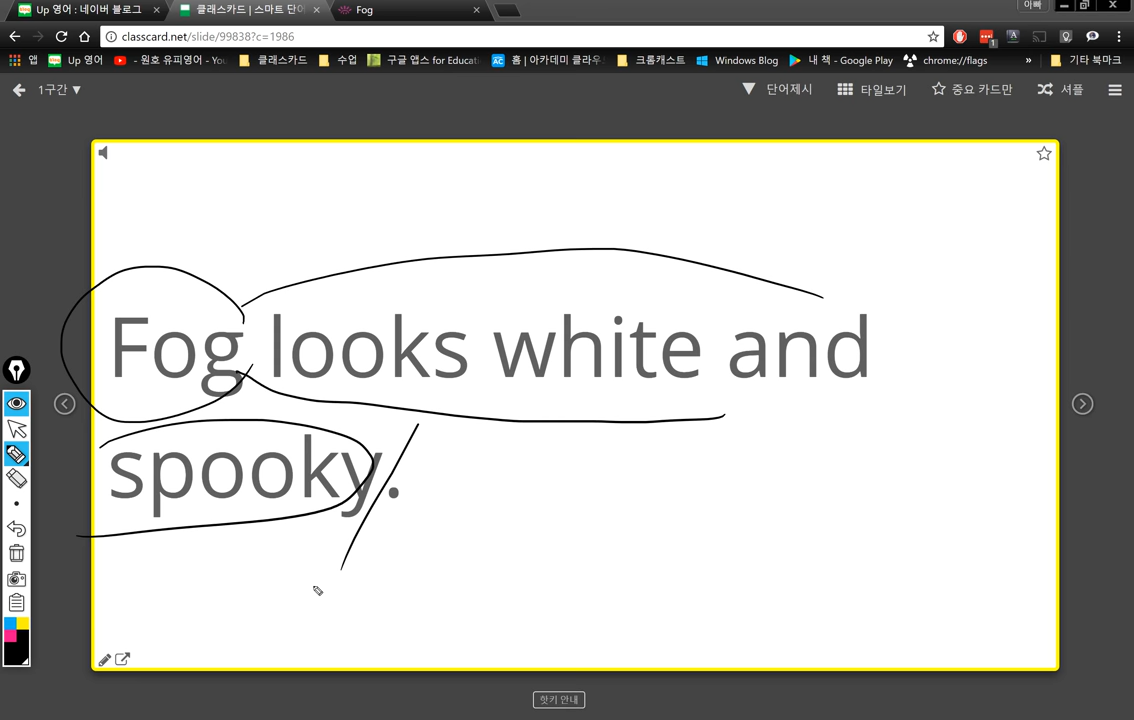 Up 영어 : 네이버 블로그
클래스카드 | 스마트 단어
Fog
아빠
classcard.net/slide/99838?c=1986
앱
Up 영어
- 원호 유피영어 - You
클래스카드
수업
구글 앱스 for Educati
홈 | 아카데미 클라우
크롬캐스트
Windows Blog
내 책 - Google Play
chrome://flags
»
기타 북마크
1구간 ▼
▼ 단어제시
타일보기
중요 카드만
셔플
Fog looks white and
spooky.
핫키 안내